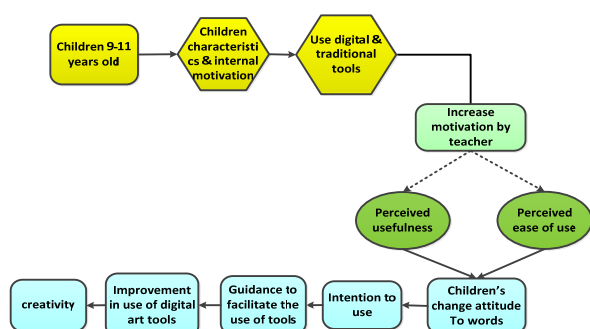 Children 9-11
years old
Children
characteristi
cs & internal
motivation
Use digital &
traditional
tools
Increase
motivation by
teacher
Perceived
usefulness
Perceived
ease of use
Children's
change attitude
To words
Intention to
use
Guidance to
facilitate the
use of tools
Improvement
in use of digital
art tools
creativity